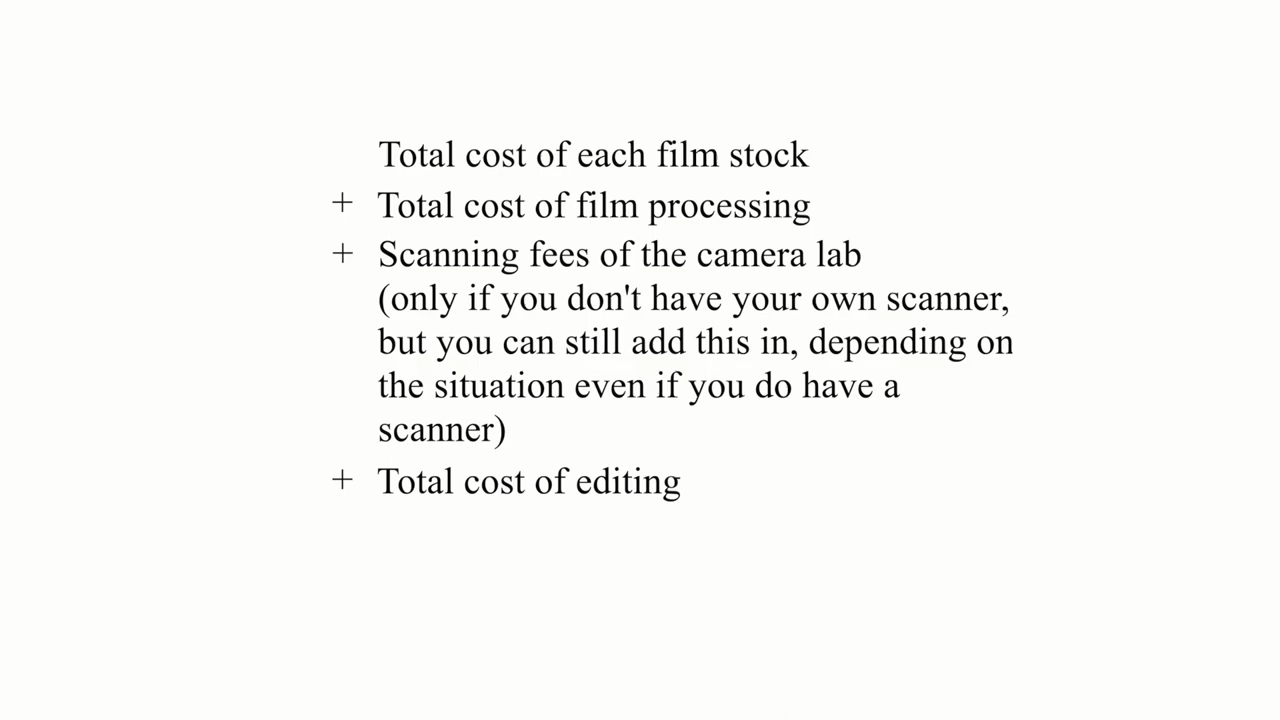 Total cost of each film stock
+ Total cost of film processing
+ Scanning fees of the camera lab
(only if you don't have your own scanner,
but you can still add this in, depending on
the situation even if you do have a
scanner)
+ Total cost of editing